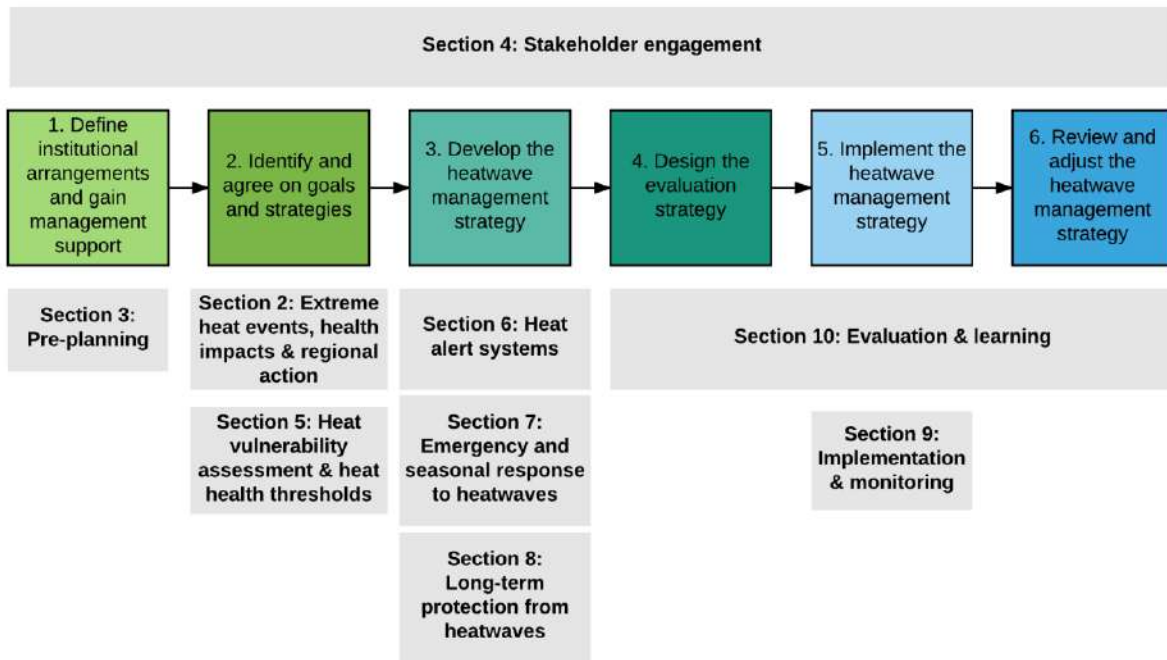 Section 4: Stakeholder engagement
1. Define
institutional
arrangements
and gain
management
support
2. Identify and
agree on goals
and strategies
3. Develop the
heatwave
management
strategy
4. Design the
evaluation
strategy
5. Implement the
heatwave
management
strategy
6. Review and
adjust the
heatwave
management
strategy
Section 3:
Pre-planning
Section 2: Extreme
heat events, health
impacts & regional
action
Section 5: Heat
vulnerability
assessment & heat
health thresholds
Section 6: Heat
alert systems
Section 7:
Emergency and
seasonal response
to heatwaves
Section 8:
Long-term
protection from
heatwaves
Section 10: Evaluation & learning
Section 9:
Implementation
& monitoring